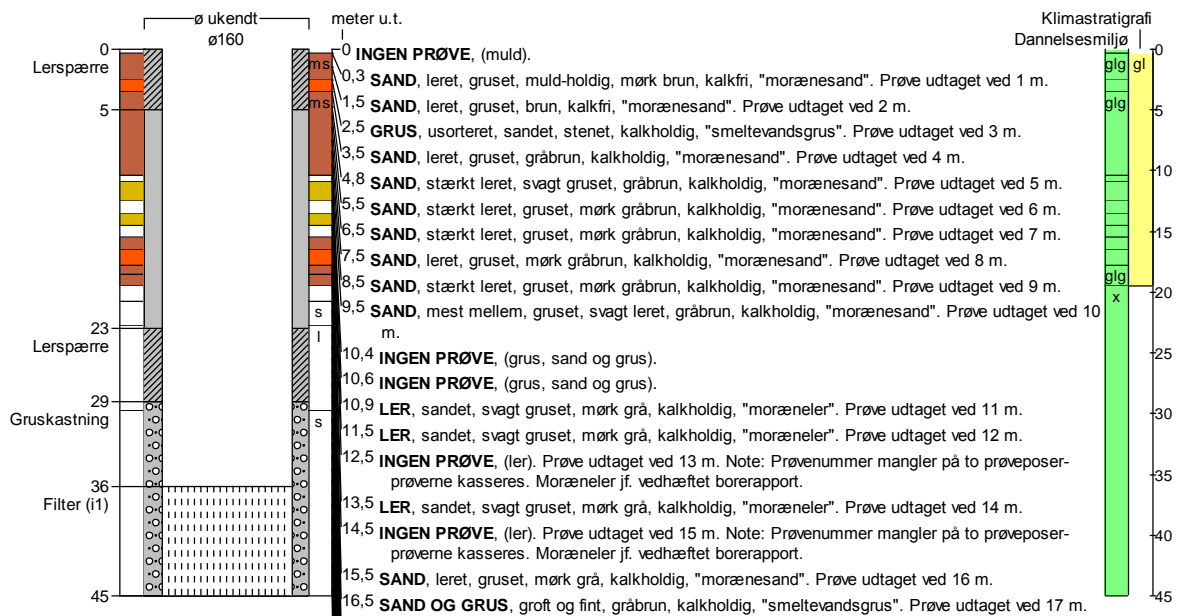 ø ukendt
ø160
meter u.t.
Klimastratigrafi
Dannelsesmiljø
0
0
0
INGEN PRØVE, (muld).
Lerspærre
ms
glg
gl
0,3 SAND, leret, gruset, muld-holdig, mørk brun, kalkfri, "morænesand". Prøve udtaget ved 1 m.
ms
glg
1,5 SAND, leret, gruset, brun, kalkfri, "morænesand". Prøve udtaget ved 2 m.
5
5
2,5 GRUS, usorteret, sandet, stenet, kalkholdig, "smeltevandsgrus". Prøve udtaget ved 3 m.
3,5 SAND, leret, gruset, gråbrun, kalkholdig, "morænesand". Prøve udtaget ved 4 m.
10
4,8 SAND, stærkt leret, svagt gruset, gråbrun, kalkholdig, "morænesand". Prøve udtaget ved 5 m.
5,5 SAND, stærkt leret, gruset, mørk gråbrun, kalkholdig, "morænesand". Prøve udtaget ved 6 m.
6,5 SAND, stærkt leret, gruset, mørk gråbrun, kalkholdig, "morænesand". Prøve udtaget ved 7 m.
15
7,5 SAND, leret, gruset, mørk gråbrun, kalkholdig, "morænesand". Prøve udtaget ved 8 m.
glg
8,5 SAND, stærkt leret, gruset, mørk gråbrun, kalkholdig, "morænesand". Prøve udtaget ved 9 m.
x
20
s
9,5 SAND, mest mellem, gruset, svagt leret, gråbrun, kalkholdig, "morænesand". Prøve udtaget ved 10
m.
23
Lerspærre
l
10,4 INGEN PRØVE, (grus, sand og grus).
25
10,6 INGEN PRØVE, (grus, sand og grus).
29
Gruskastning
s
10,9 LER, sandet, svagt gruset, mørk grå, kalkholdig, "moræneler". Prøve udtaget ved 11 m.
30
11,5 LER, sandet, svagt gruset, mørk grå, kalkholdig, "moræneler". Prøve udtaget ved 12 m.
12,5 INGEN PRØVE, (ler). Prøve udtaget ved 13 m. Note: Prøvenummer mangler på to prøveposer-
prøverne kasseres. Moræneler jf. vedhæftet borerapport.
35
36
Filter (i1)
13,5 LER, sandet, svagt gruset, mørk grå, kalkholdig, "moræneler". Prøve udtaget ved 14 m.
14,5 INGEN PRØVE, (ler). Prøve udtaget ved 15 m. Note: Prøvenummer mangler på to prøveposer-
prøverne kasseres. Moræneler jf. vedhæftet borerapport.
40
15,5 SAND, leret, gruset, mørk grå, kalkholdig, "morænesand". Prøve udtaget ved 16 m.
45
45
16,5 SAND OG GRUS, groft og fint, gråbrun, kalkholdig, "smeltevandsgrus". Prøve udtaget ved 17 m.